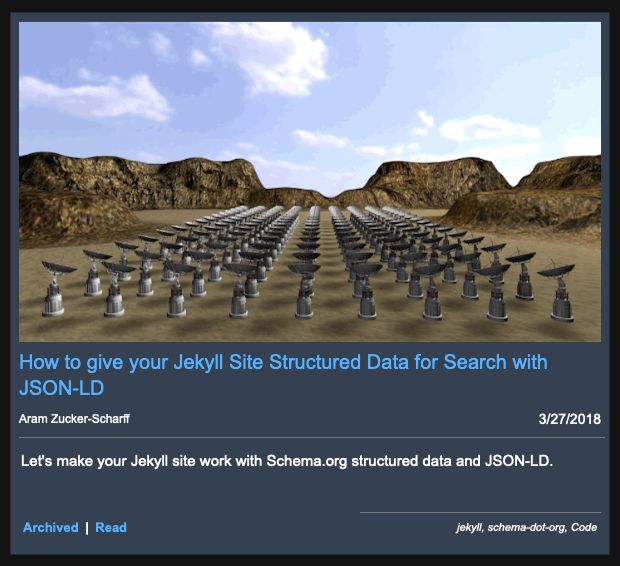 How to give your Jekyll Site Structured Data for Search with
JSON-LD
Aram Zucker-Scharff
3/27/2018
Let's make your Jekyll site work with Schema.org structured data and JSON-LD.
Archived | Read
jekyll, schema-dot-org, Code